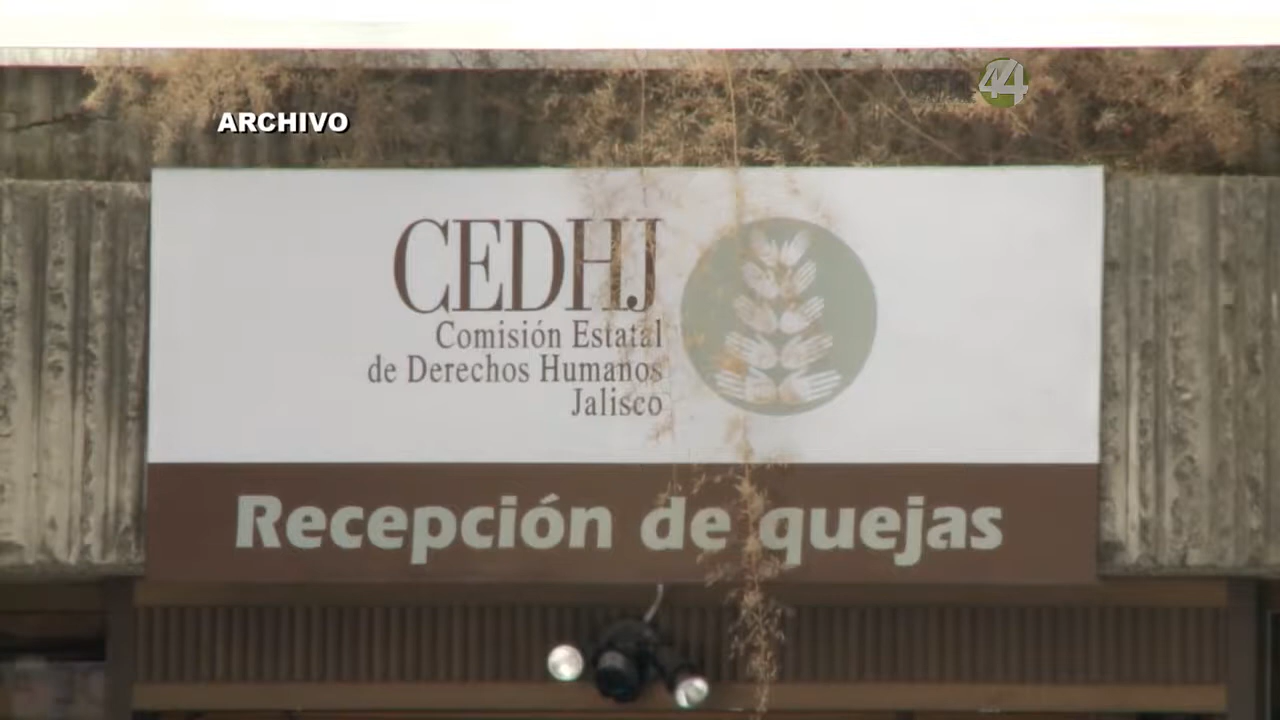 44
ARCHIVO
CEDHJ
Comisión Estatal
de Derechos Humanos
Jalisco
Recepción de quejas